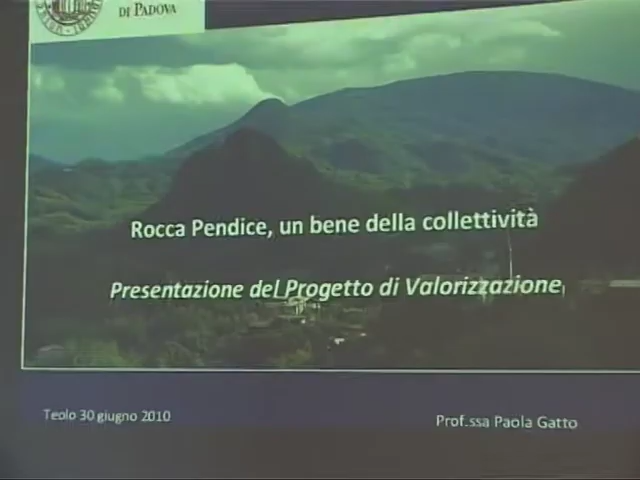 DI PADOVA
Rocca Pendice, un bene della collettività
Presentazione del Progetto di Valorizzazione
Teolo 30 giugno 2010
Prof.ssa Paola Gatto